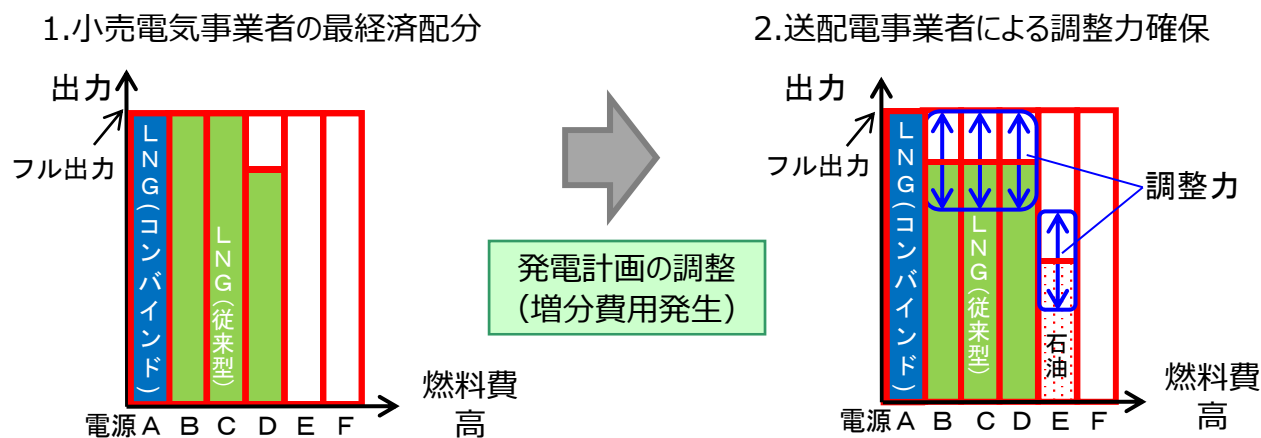 1.小売電気事業者の最経済配分
出力
フル出力
LNG(コンバインド)
LNG(従来型)
電源A B C D E F
燃料費
高
発電計画の調整
(増分費用発生)
2.送配電事業者による調整力確保
出力
フル出力
LNG(コンバインド)
LNG(従来型)
石油
調整力
電源A B C D E F
燃料費
高